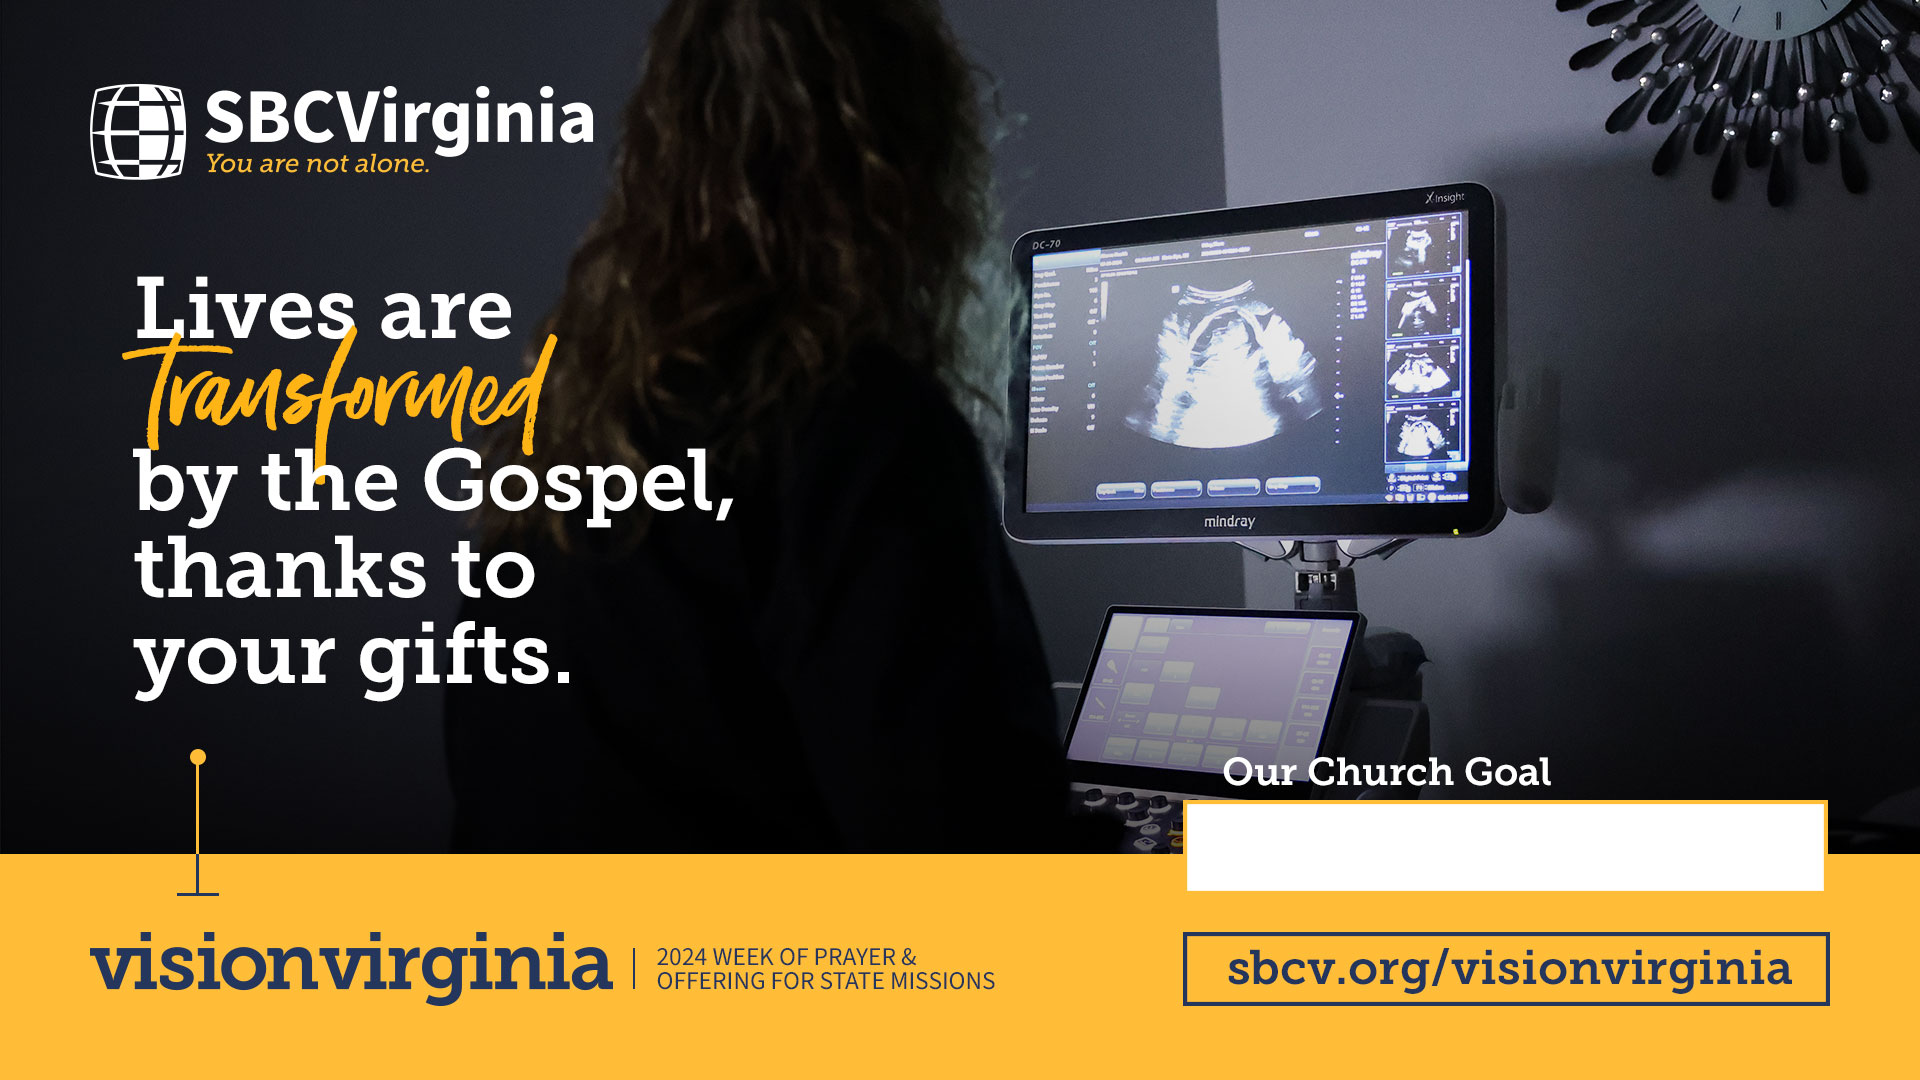 SBCVirginia
You are not alone.
Lives are
Transformed
by the Gospel,
thanks to
your gifts.
X-Insight
DC-70
mindray
mindray
Our Church Goal
visionvirginia
2024 WEEK OF PRAYER &
OFFERING FOR STATE MISSIONS
sbcv.org/visionvirginia